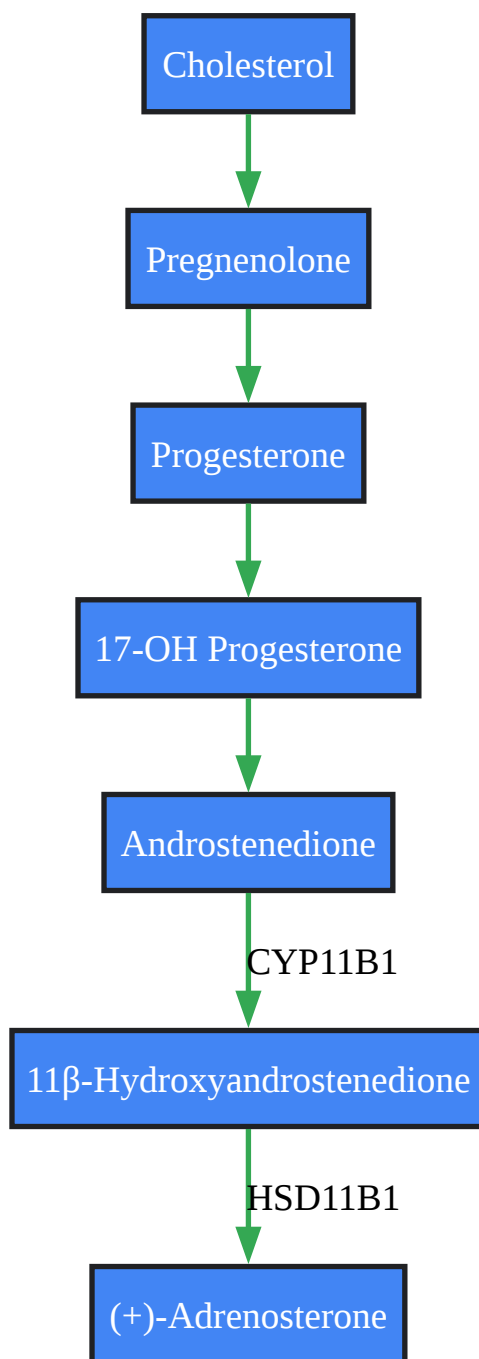 Cholesterol
Pregnenolone
Progesterone
17-OH Progesterone
Androstenedione
CYP11B1
11β-Hydroxyandrostenedione
HSD11B1
(+)-Adrenosterone